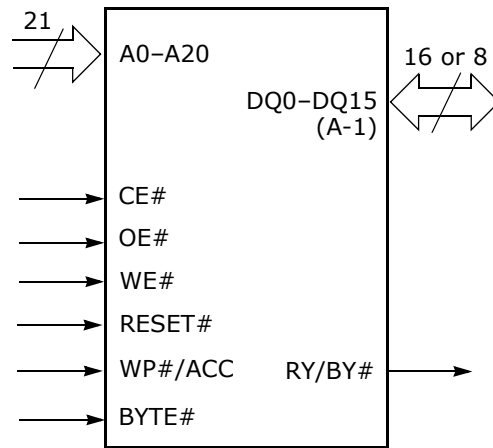 21
A0–A20
16 or 8
DQ0–DQ15
(A-1)
CE#
OE#
WE#
RESET#
WP#/ACC
RY/BY#
BYTE#